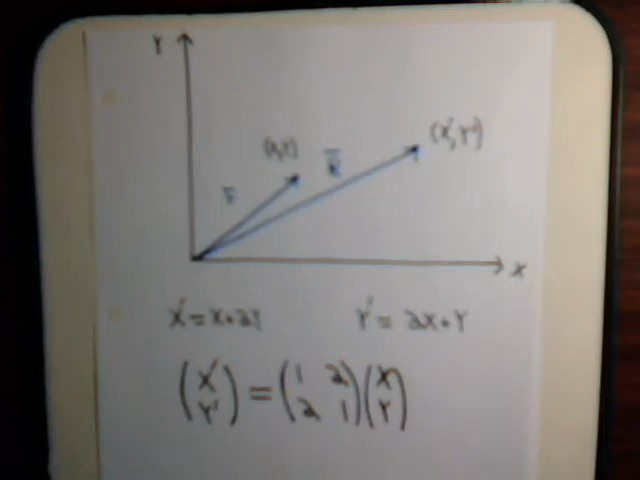 Y
(x,y)
(x',y')
X
x' = x+2y
y' = 2x+y
(x' y') = (1 2 2 1)(x y)